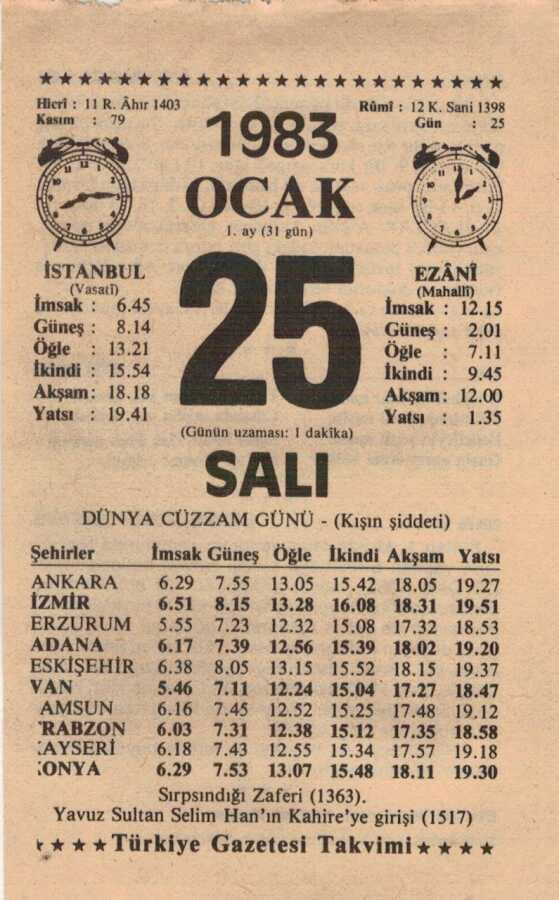 Hicrî : 11 R. Âhır 1403
Kasım : 79
Rûmî : 12 K. Sani 1398
Gün : 25
1983
OCAK
1. ay (31 gün)
25
İSTANBUL
(Vasatî)
İmsak : 6.45
Güneş : 8.14
Öğle : 13.21
İkindi : 15.54
Akşam: 18.18
Yatsı : 19.41
EZÂNÎ
(Mahallî)
İmsak : 12.15
Güneş : 2.01
Öğle : 7.11
İkindi : 9.45
Akşam: 12.00
Yatsı : 1.35
(Günün uzaması: 1 dakîka)
SALI
DÜNYA CÜZZAM GÜNÜ - (Kışın şiddeti)
Şehirler İmsak Güneş Öğle İkindi Akşam Yatsı
ANKARA 6.29 7.55 13.05 15.42 18.05 19.27
İZMİR 6.51 8.15 13.28 16.08 18.31 19.51
ERZURUM 5.55 7.23 12.32 15.08 17.32 18.53
ADANA 6.17 7.39 12.56 15.39 18.02 19.20
ESKİŞEHİR 6.38 8.05 13.15 15.52 18.15 19.37
VAN 5.46 7.11 12.24 15.04 17.27 18.47
AMSUN 6.16 7.45 12.52 15.25 17.48 19.12
RABZON 6.03 7.31 12.38 15.12 17.35 18.58
AYSERİ 6.18 7.43 12.55 15.34 17.57 19.18
ONYA 6.29 7.53 13.07 15.48 18.11 19.30
Sırpsındığı Zaferi (1363).
Yavuz Sultan Selim Han'ın Kahire'ye girişi (1517)
Türkiye Gazetesi Takvimi